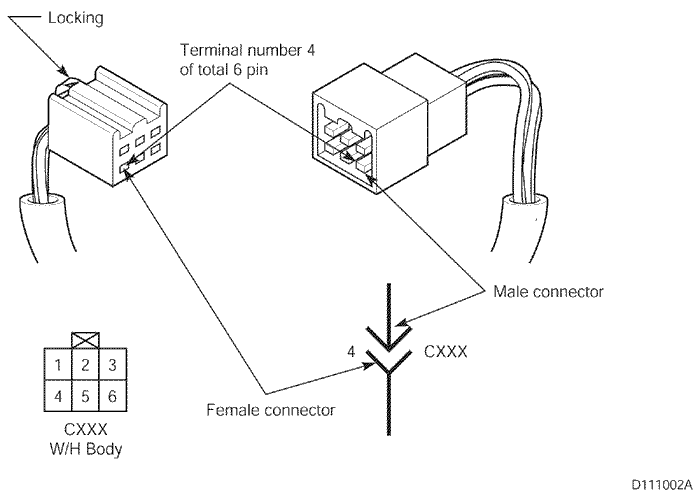 Locking
Terminal number 4
of total 6 pin
Male connector
4 CXXX
1 2 3
4 5 6
Female connector
CXXX
W/H Body
D111002A